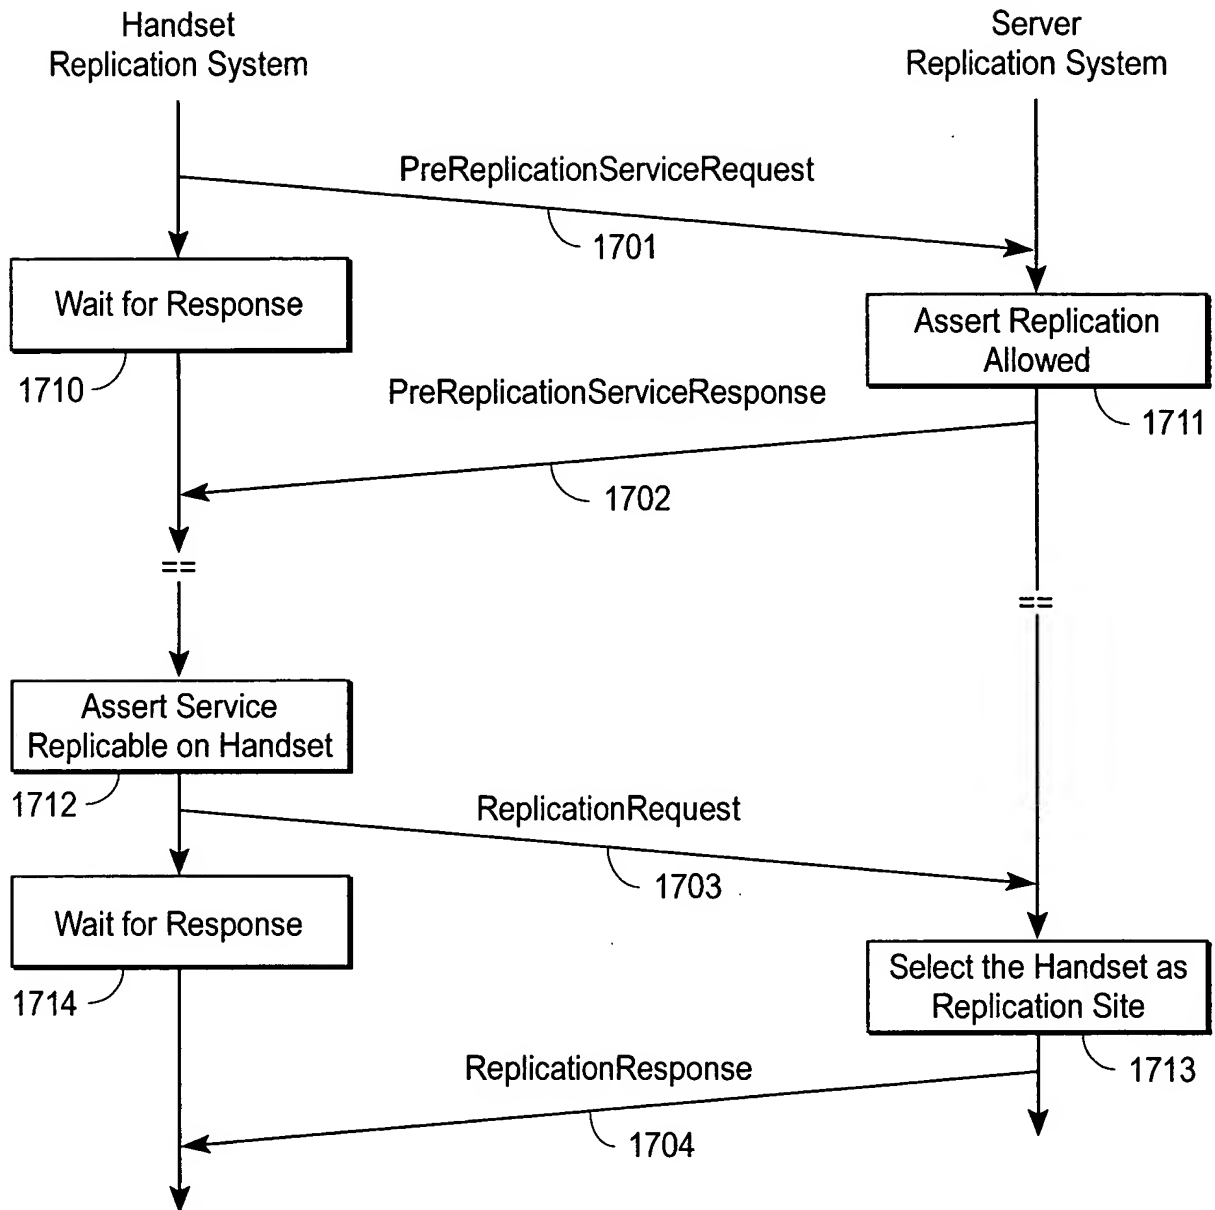 Handset
Replication System
Server
Replication System
PreReplicationServiceRequest
1701
Wait for Response
1710
Assert Replication
Allowed
1711
PreReplicationServiceResponse
1702
==
==
Assert Service
Replicable on Handset
1712
ReplicationRequest
1703
Wait for Response
1714
Select the Handset as
Replication Site
1713
ReplicationResponse
1704